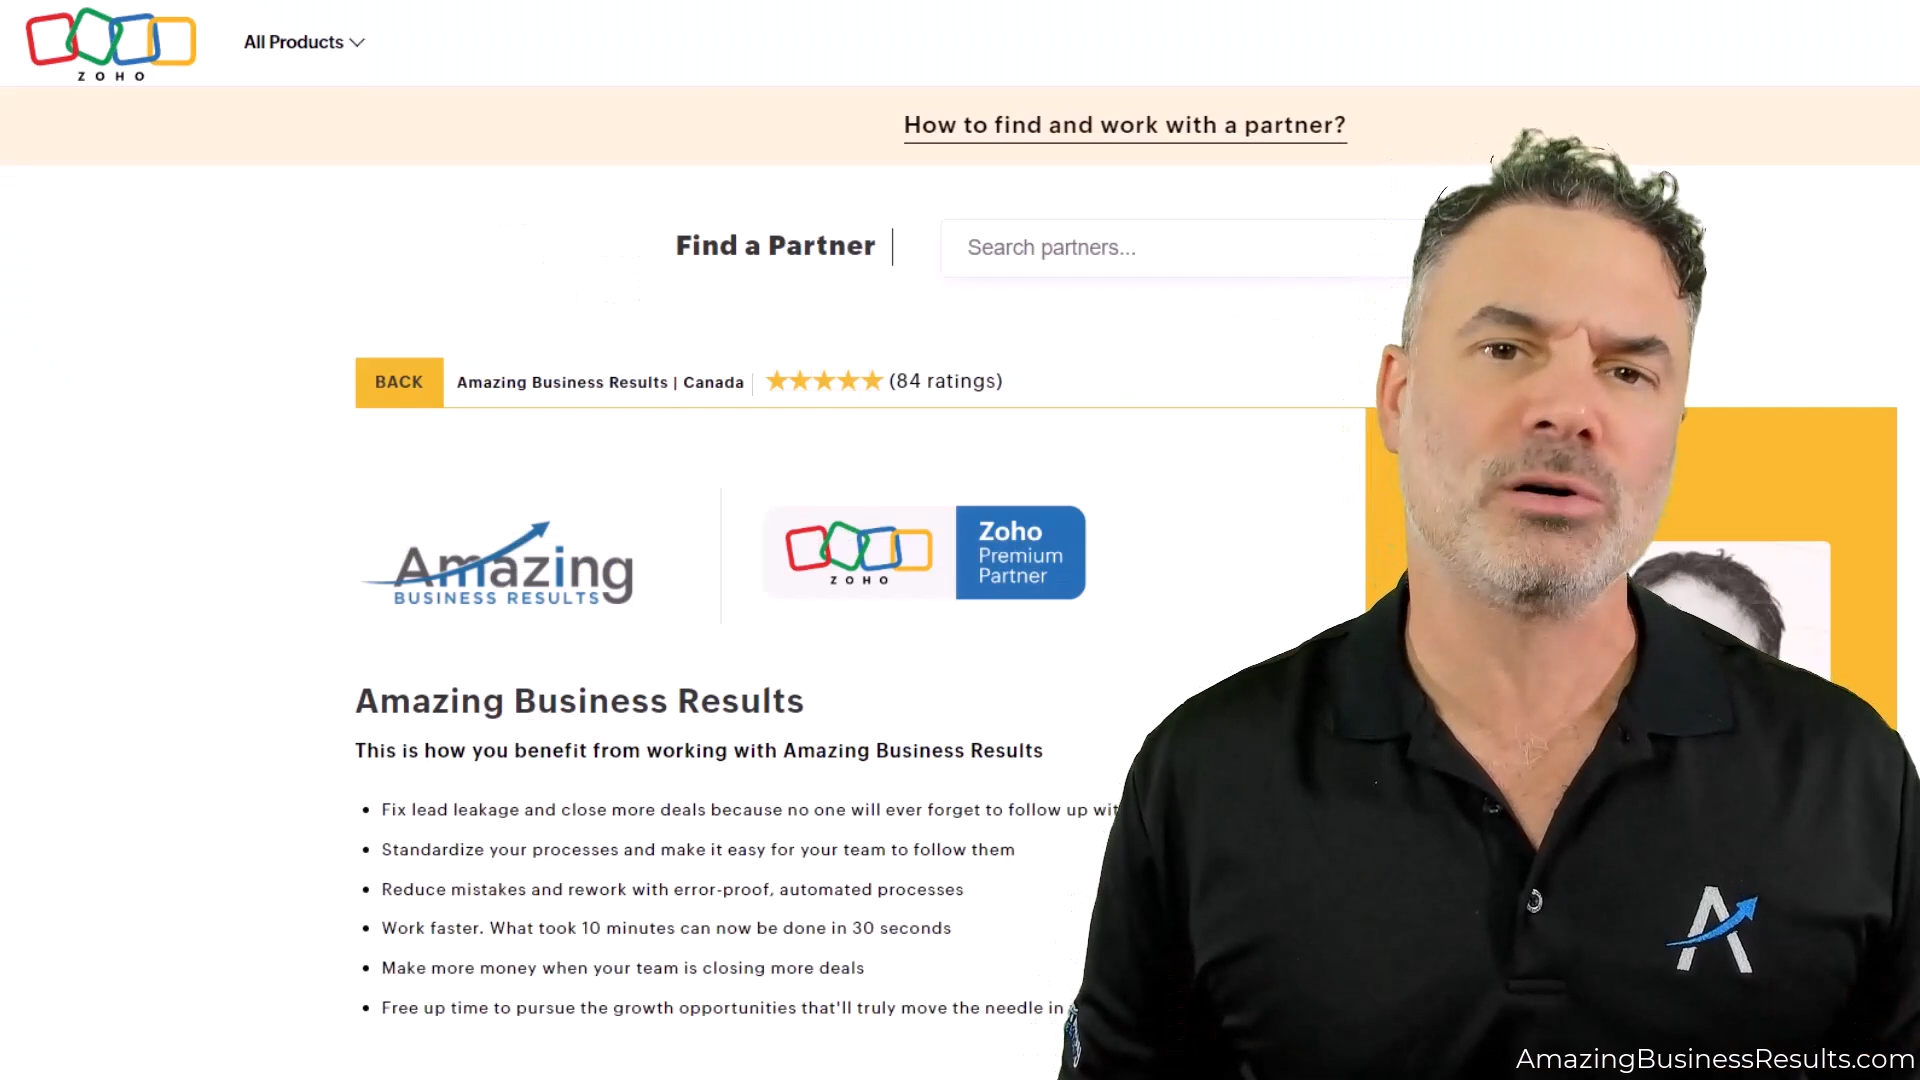 ZOHO
All Products
How to find and work with a partner?
Find a Partner
Search partners...
BACK
Amazing Business Results | Canada
(84 ratings)
Amazing
BUSINESS RESULTS
ZOHO
Zoho
Premium
Partner
Amazing Business Results
This is how you benefit from working with Amazing Business Results
Fix lead leakage and close more deals because no one will ever forget to follow up
Standardize your processes and make it easy for your team to follow them
Reduce mistakes and rework with error-proof, automated processes
Work faster. What took 10 minutes can now be done in 30 seconds
Make more money when your team is closing more deals
Free up time to pursue the growth opportunities that'll truly move the needle in
A
AmazingBusinessResults.com